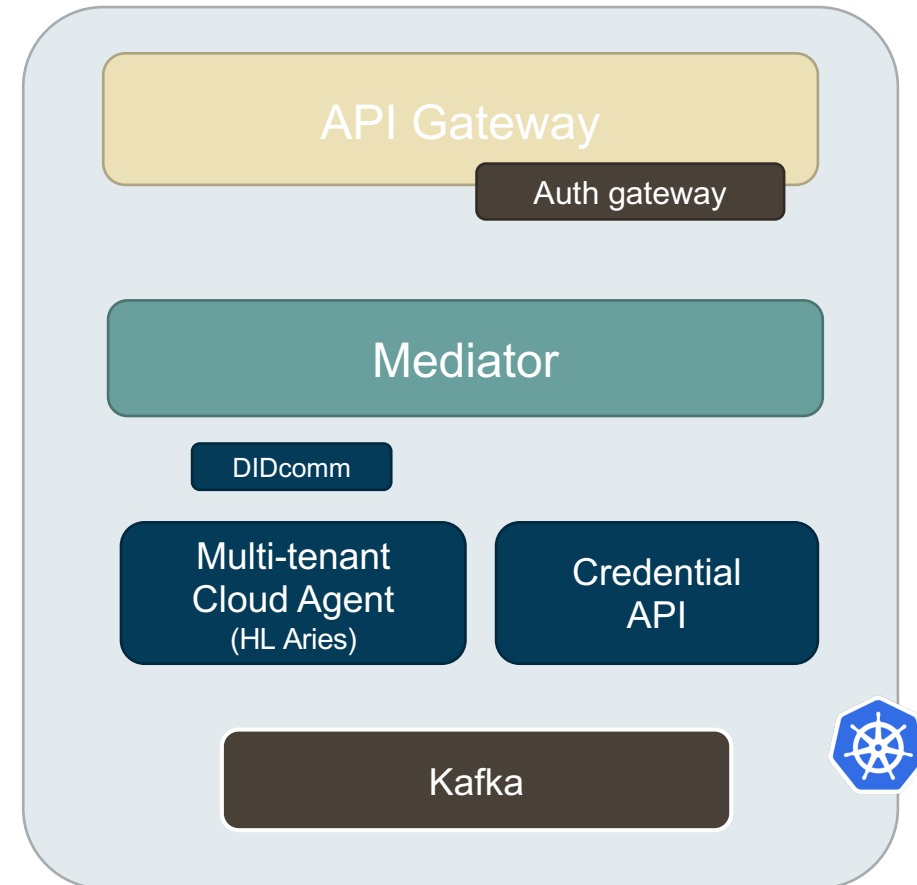 API Gateway
Auth gateway
Mediator
DIDcomm
Multi-tenant
Cloud Agent
(HL Aries)
Credential
API
Kafka